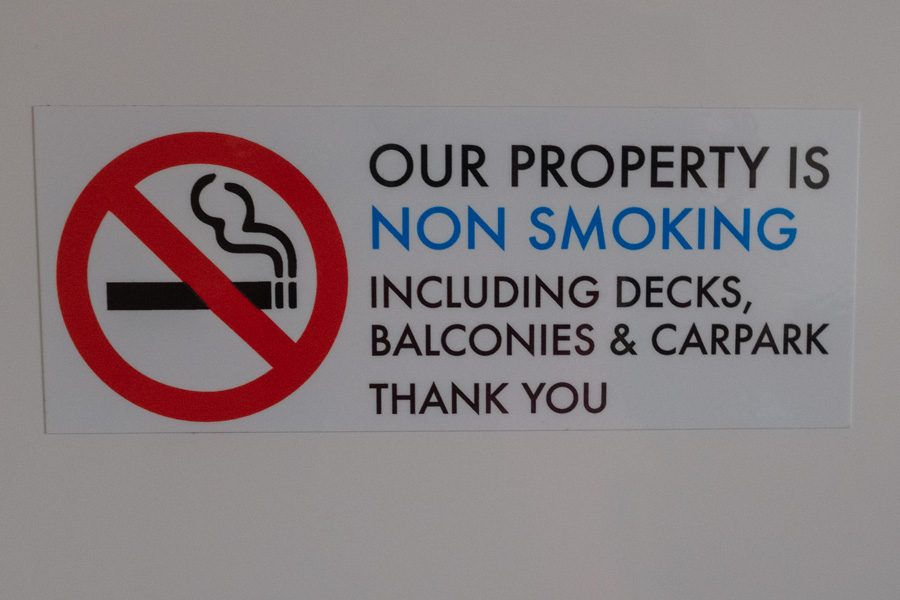 OUR PROPERTY IS
NON SMOKING
INCLUDING DECKS,
BALCONIES & CARPARK
THANK YOU